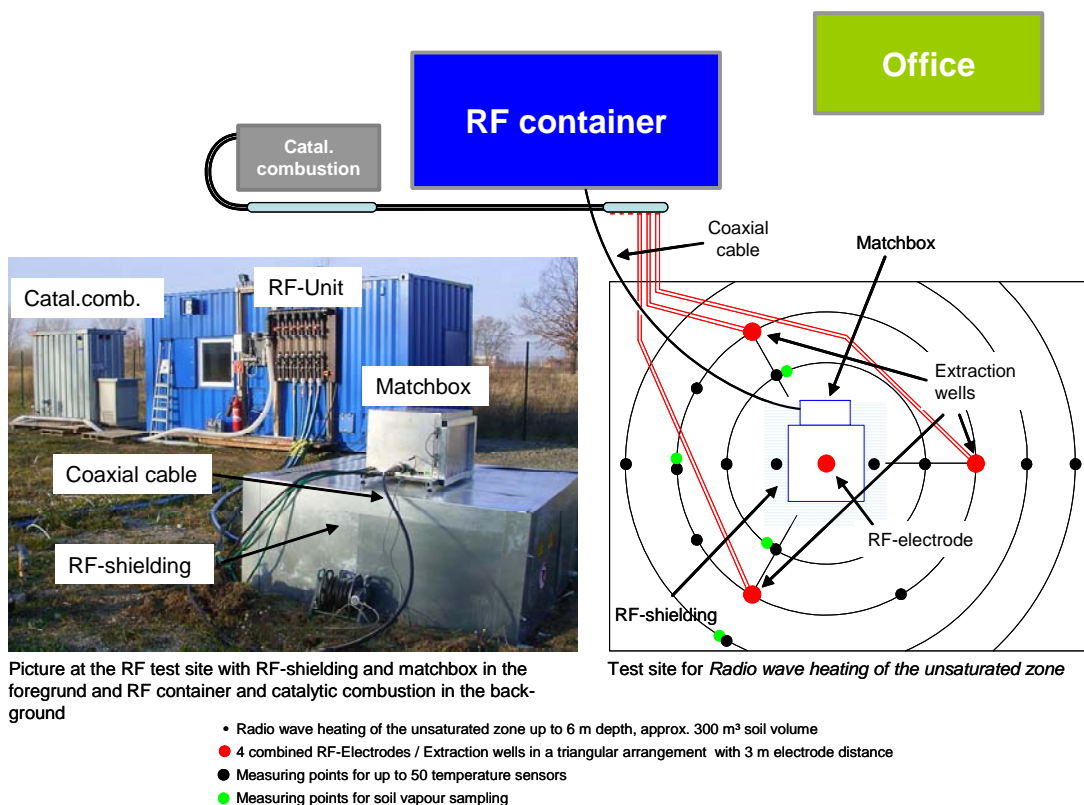 Office
RF container
Catal.
combustion
Coaxial
cable
Matchbox
Catal.comb.
RF-Unit
Matchbox
Coaxial cable
RF-shielding
Extraction
wells
RF-electrode
RF-shielding
Picture at the RF test site with RF-shielding and matchbox in the
foregrund and RF container and catalytic combustion in the back-
ground
Test site for Radio wave heating of the unsaturated zone
• Radio wave heating of the unsaturated zone up to 6 m depth, approx. 300 m³ soil volume
4 combined RF-Electrodes / Extraction wells in a triangular arrangement with 3 m electrode distance
Measuring points for up to 50 temperature sensors
Measuring points for soil vapour sampling